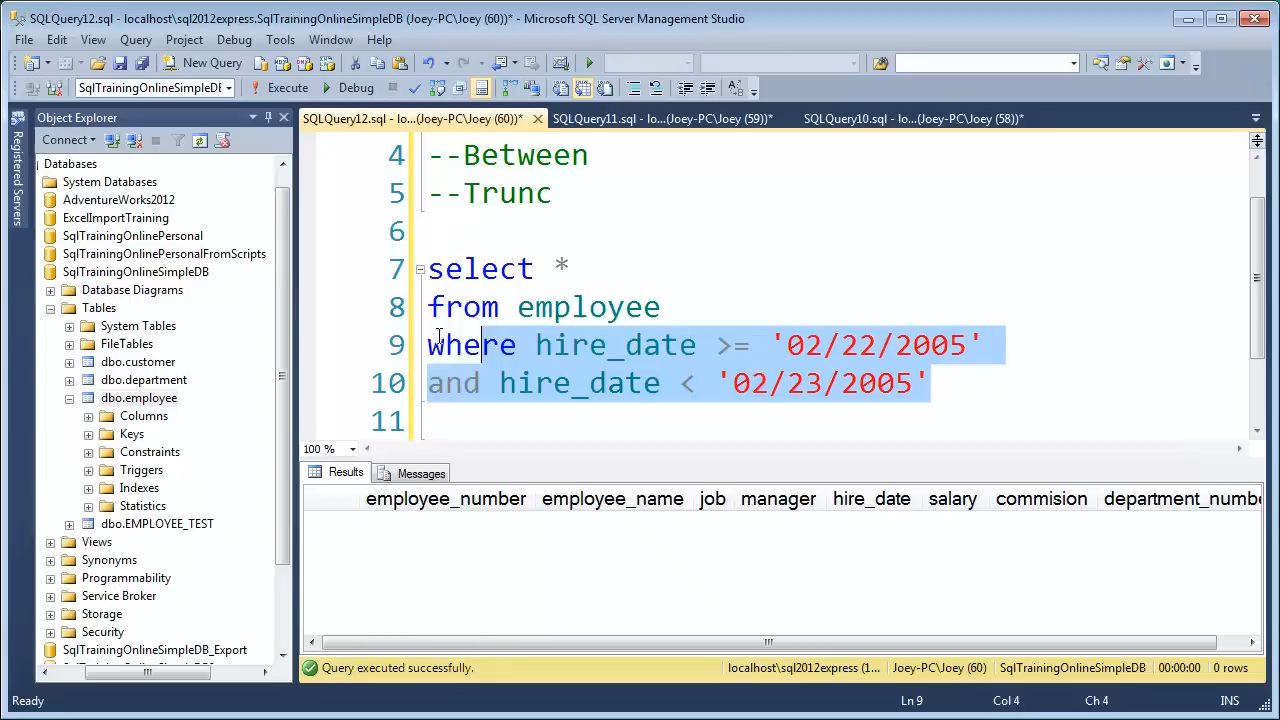 SQLQuery12.sql - localhost\sql2012express.SqlTrainingOnlineSimpleDB (Joey-PC\Joey (60))* - Microsoft SQL Server Management Studio
File Edit View Query Project Debug Tools Window Help
New Query
SqlTrainingOnlineSimpleDE Execute Debug
Object Explorer
SQLQuery12.sql - lo...(Joey-PC\Joey (60))* SQLQuery11.sql - lo...(Joey-PC\Joey (59))* SQLQuery10.sql - lo...(Joey-PC\Joey (58))*
Connect
Registered Servers
Databases
System Databases
AdventureWorks2012
ExcelImportTraining
SqlTrainingOnlinePersonal
SqlTrainingOnlinePersonalFromScripts
SqlTrainingOnlineSimpleDB
Database Diagrams
Tables
System Tables
FileTables
dbo.customer
dbo.department
dbo.employee
Columns
Keys
Constraints
Triggers
Indexes
Statistics
dbo.EMPLOYEE_TEST
Views
Synonyms
Programmability
Service Broker
Storage
Security
SqlTrainingOnlineSimpleDB_Export
4 --Between
5 --Trunc
6
7 select *
8 from employee
9 where hire_date >= '02/22/2005'
10 and hire_date < '02/23/2005'
11
100 %
Results Messages
employee_number employee_name job manager hire_date salary commision department_numbe
Query executed successfully. localhost\sql2012express (1... Joey-PC\Joey (60) SqlTrainingOnlineSimpleDB 00:00:00 0 rows
Ready Ln 9 Col 4 Ch 4 INS